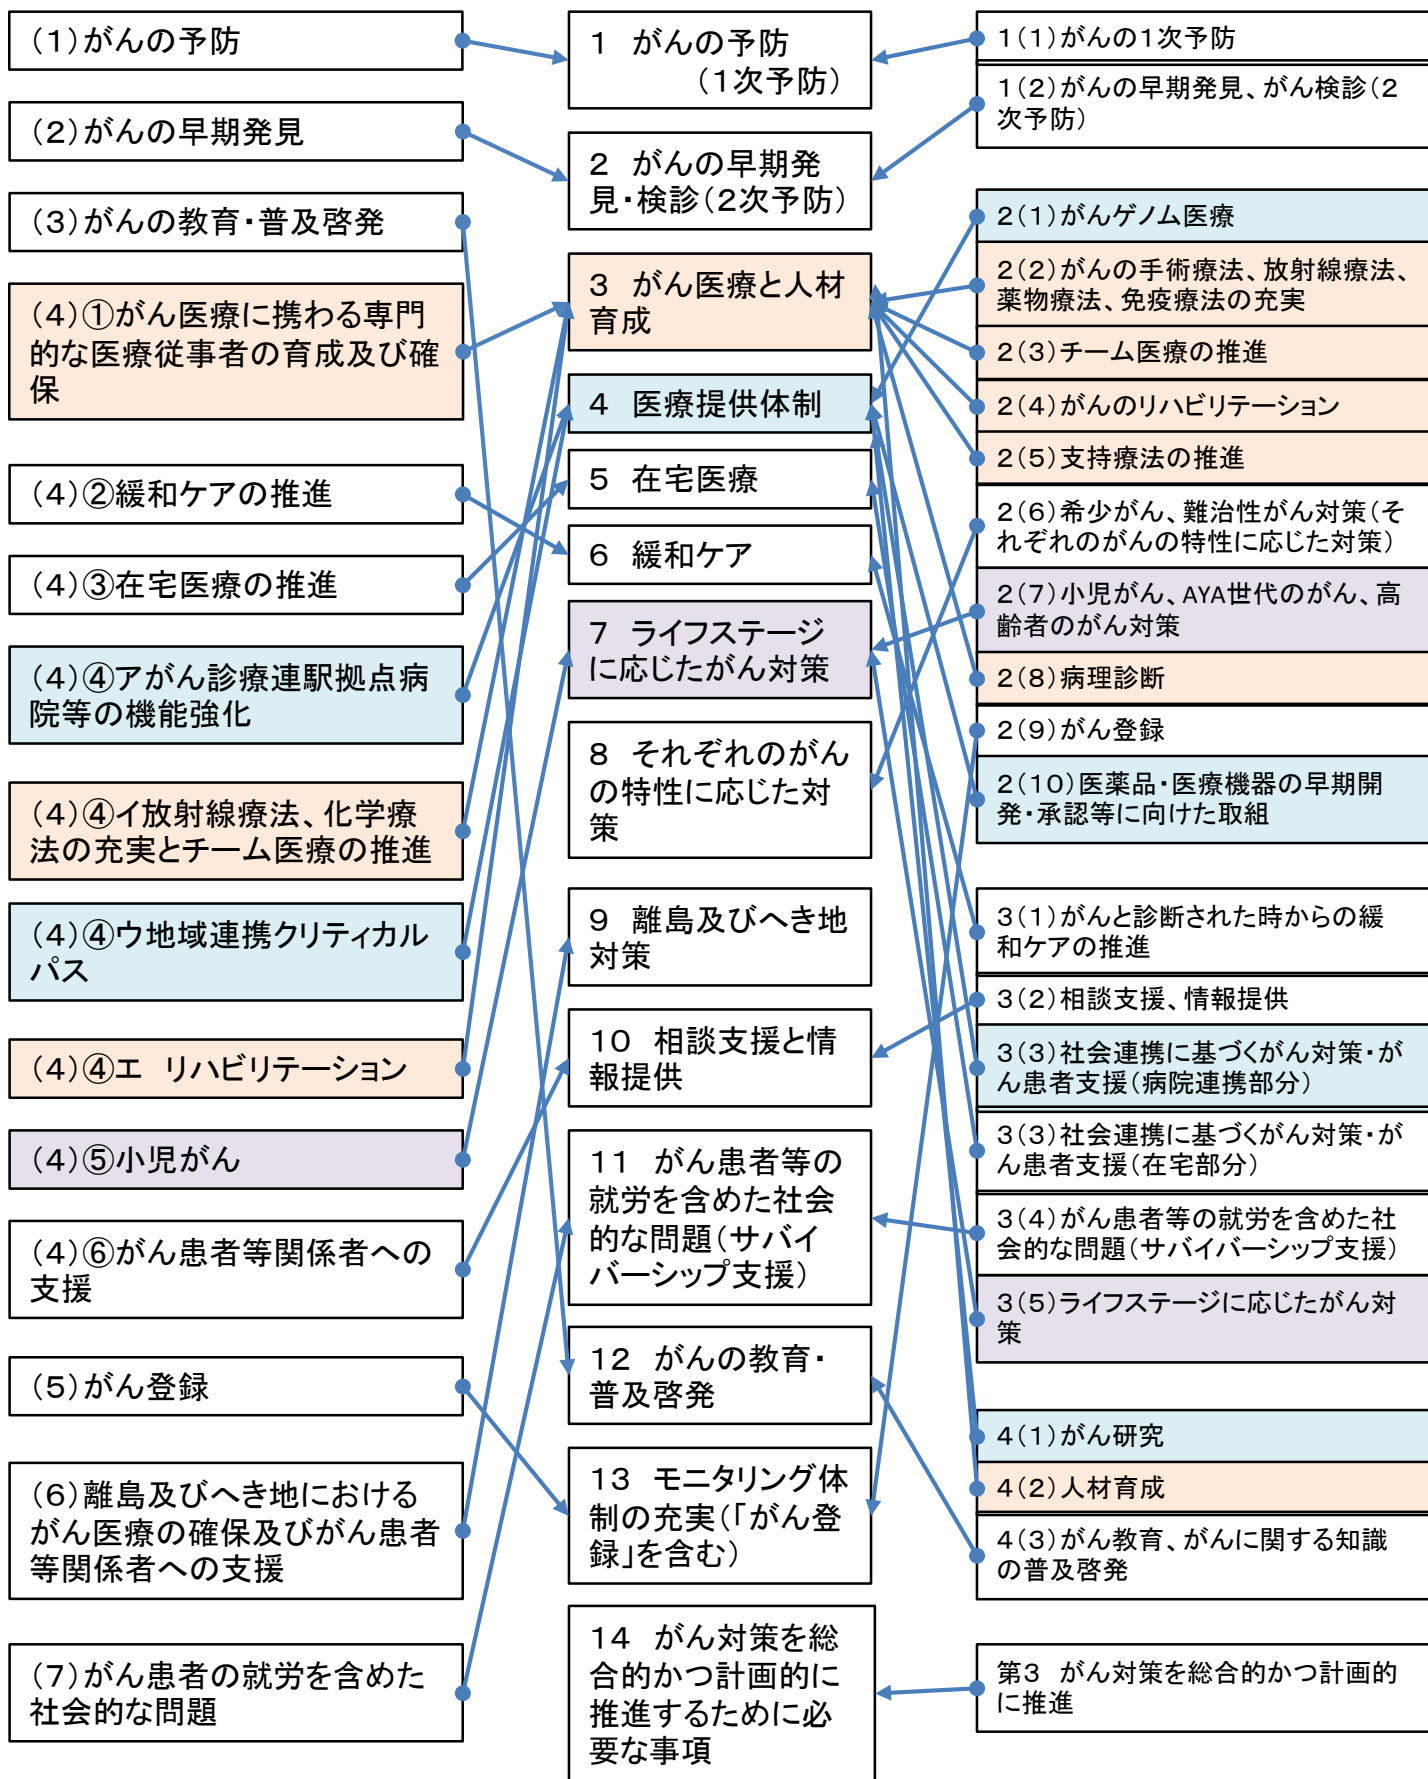 (1)がんの予防
(2)がんの早期発見
(3)がんの教育・普及啓発
(4)①がん医療に携わる専門
的な医療従事者の育成及び確
保
(4)②緩和ケアの推進
(4)③在宅医療の推進
(4)④アがん診療連駅拠点病
院等の機能強化
(4)④イ放射線療法、化学療
法の充実とチーム医療の推進
(4)④ウ地域連携クリティカル
パス
(4)④エ リハビリテーション
(4)⑤小児がん
(4)⑥がん患者等関係者への
支援
(5)がん登録
(6)離島及びへき地における
がん医療の確保及びがん患者
等関係者への支援
(7)がん患者の就労を含めた
社会的な問題
1 がんの予防
(1次予防)
2 がんの早期発
見・検診(2次予防)
3 がん医療と人材
育成
4 医療提供体制
5 在宅医療
6 緩和ケア
7 ライフステージ
に応じたがん対策
8 それぞれのがん
の特性に応じた対
策
9 離島及びへき地
対策
10 相談支援と情
報提供
11 がん患者等の
就労を含めた社会
的な問題(サバイ
バーシップ支援)
12 がんの教育・
普及啓発
13 モニタリング体
制の充実(「がん登
録」を含む)
14 がん対策を総
合的かつ計画的に
推進するために必
要な事項
1(1)がんの1次予防
1(2)がんの早期発見、がん検診(2
次予防)
2(1)がんゲノム医療
2(2)がんの手術療法、放射線療法、
薬物療法、免疫療法の充実
2(3)チーム医療の推進
2(4)がんのリハビリテーション
2(5)支持療法の推進
2(6)希少がん、難治性がん対策(そ
れぞれのがんの特性に応じた対策)
2(7)小児がん、AYA世代のがん、高
齢者のがん対策
2(8)病理診断
2(9)がん登録
2(10)医薬品・医療機器の早期開
発・承認等に向けた取組
3(1)がんと診断された時からの緩
和ケアの推進
3(2)相談支援、情報提供
3(3)社会連携に基づくがん対策・が
ん患者支援(病院連携部分)
3(3)社会連携に基づくがん対策・が
ん患者支援(在宅部分)
3(4)がん患者等の就労を含めた社
会的な問題(サバイバーシップ支援)
3(5)ライフステージに応じたがん対
策
4(1)がん研究
4(2)人材育成
4(3)がん教育、がんに関する知識
の普及啓発
第3 がん対策を総合的かつ計画的
に推進